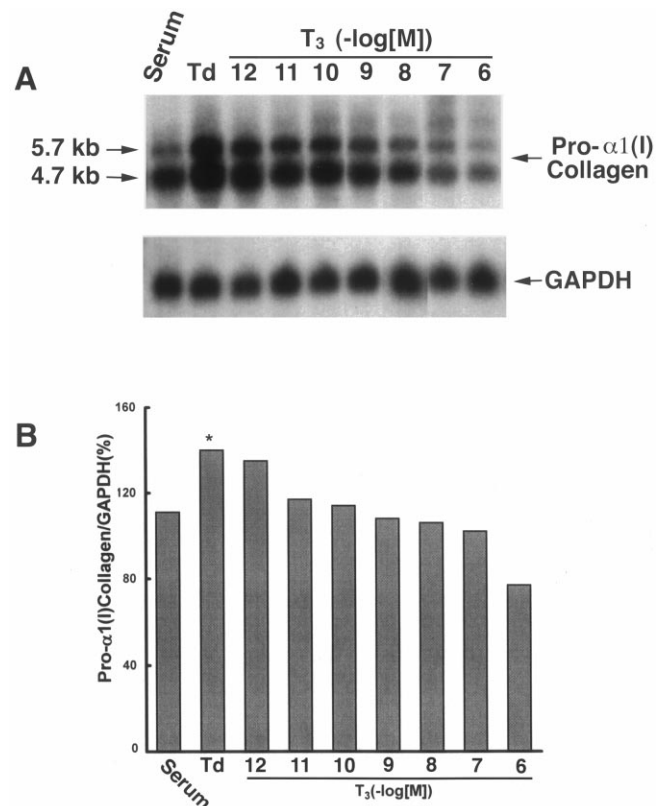 A
Serum
Td
T3 (-log[M])
12 11 10 9 8 7 6
5.7 kb
4.7 kb
Pro- α1(I)
Collagen
GAPDH
B
Pro-α1(I)Collagen/GAPDH(%)
160
120
80
40
0
*
Serum Td 12 11 10 9 8 7 6
T3(-log[M])